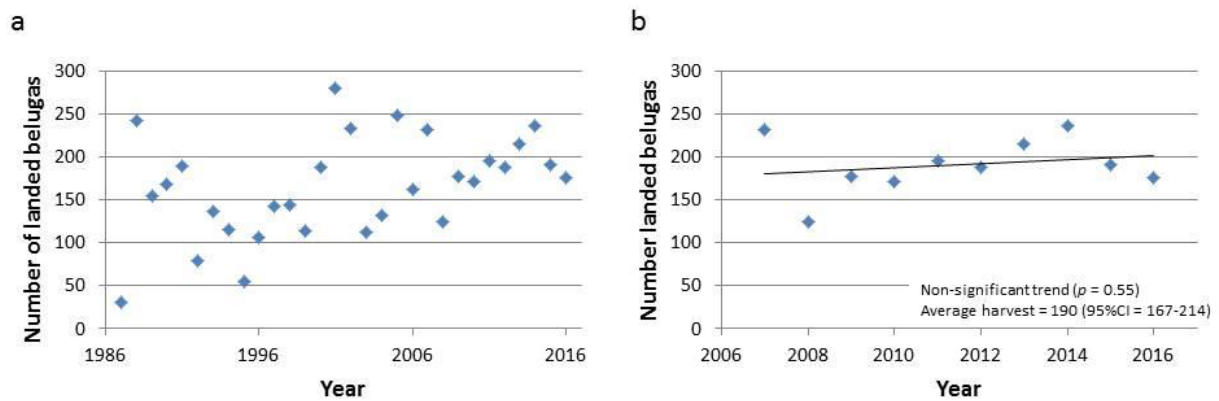 a
Number of landed belugas
300
250
200
150
100
50
0
1986 1996 2006 2016
Year
b
Number landed belugas
300
250
200
150
100
50
0
Non-significant trend (p = 0.55)
Average harvest = 190 (95%CI = 167-214)
2006 2008 2010 2012 2014 2016
Year